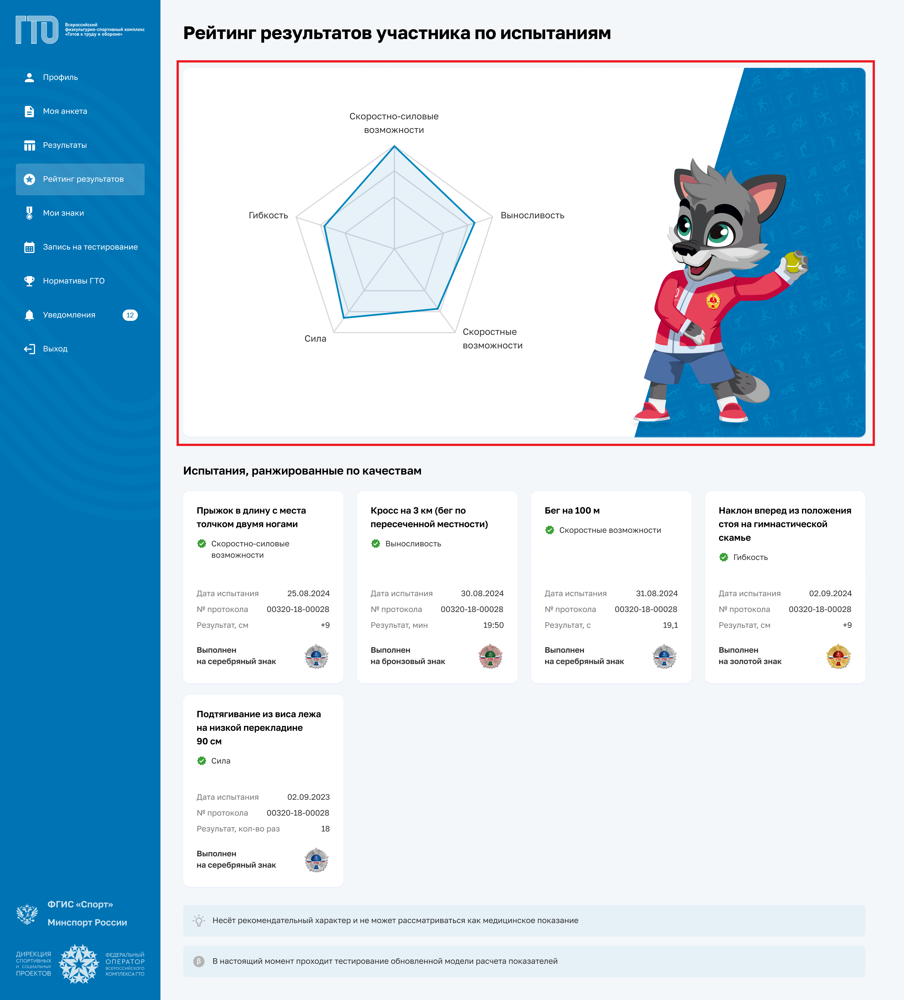 ГТО
Всероссийский
физкультурно-спортивный комплекс
«Готов к труду и обороне»
Профиль
Моя анкета
Результаты
Рейтинг результатов
Мои знаки
Запись на тестирование
Нормативы ГТО
Уведомления 12
Выход
ФГИС «Спорт»
Минспорт России
ДИРЕКЦИЯ
СПОРТИВНЫХ
И СОЦИАЛЬНЫХ
ПРОЕКТОВ
ФЕДЕРАЛЬНЫЙ
ОПЕРАТОР
ВСЕРОССИЙСКОГО
КОМПЛЕКСА ГТО
Рейтинг результатов участника по испытаниям
Скоростно-силовые
возможности
Гибкость
Выносливость
Сила
Скоростные
возможности
Испытания, ранжированные по качествам
Прыжок в длину с места
толчком двумя ногами
Скоростно-силовые
возможности
Дата испытания 25.08.2024
№ протокола 00320-18-00028
Результат, см +9
Выполнен
на серебряный знак
ГТО
Кросс на 3 км (бег по
пересеченной местности)
Выносливость
Дата испытания 30.08.2024
№ протокола 00320-18-00028
Результат, мин 19:50
Выполнен
на бронзовый знак
ГТО
Бег на 100 м
Скоростные возможности
Дата испытания 31.08.2024
№ протокола 00320-18-00028
Результат, с 19,1
Выполнен
на серебряный знак
ГТО
Наклон вперед из положения
стоя на гимнастической
скамье
Гибкость
Дата испытания 02.09.2024
№ протокола 00320-18-00028
Результат, см +9
Выполнен
на золотой знак
ГТО
Подтягивание из виса лежа
на низкой перекладине
90 см
Сила
Дата испытания 02.09.2023
№ протокола 00320-18-00028
Результат, кол-во раз 18
Выполнен
на серебряный знак
ГТО
Несёт рекомендательный характер и не может рассматриваться как медицинское показание
β В настоящий момент проходит тестирование обновленной модели расчета показателей